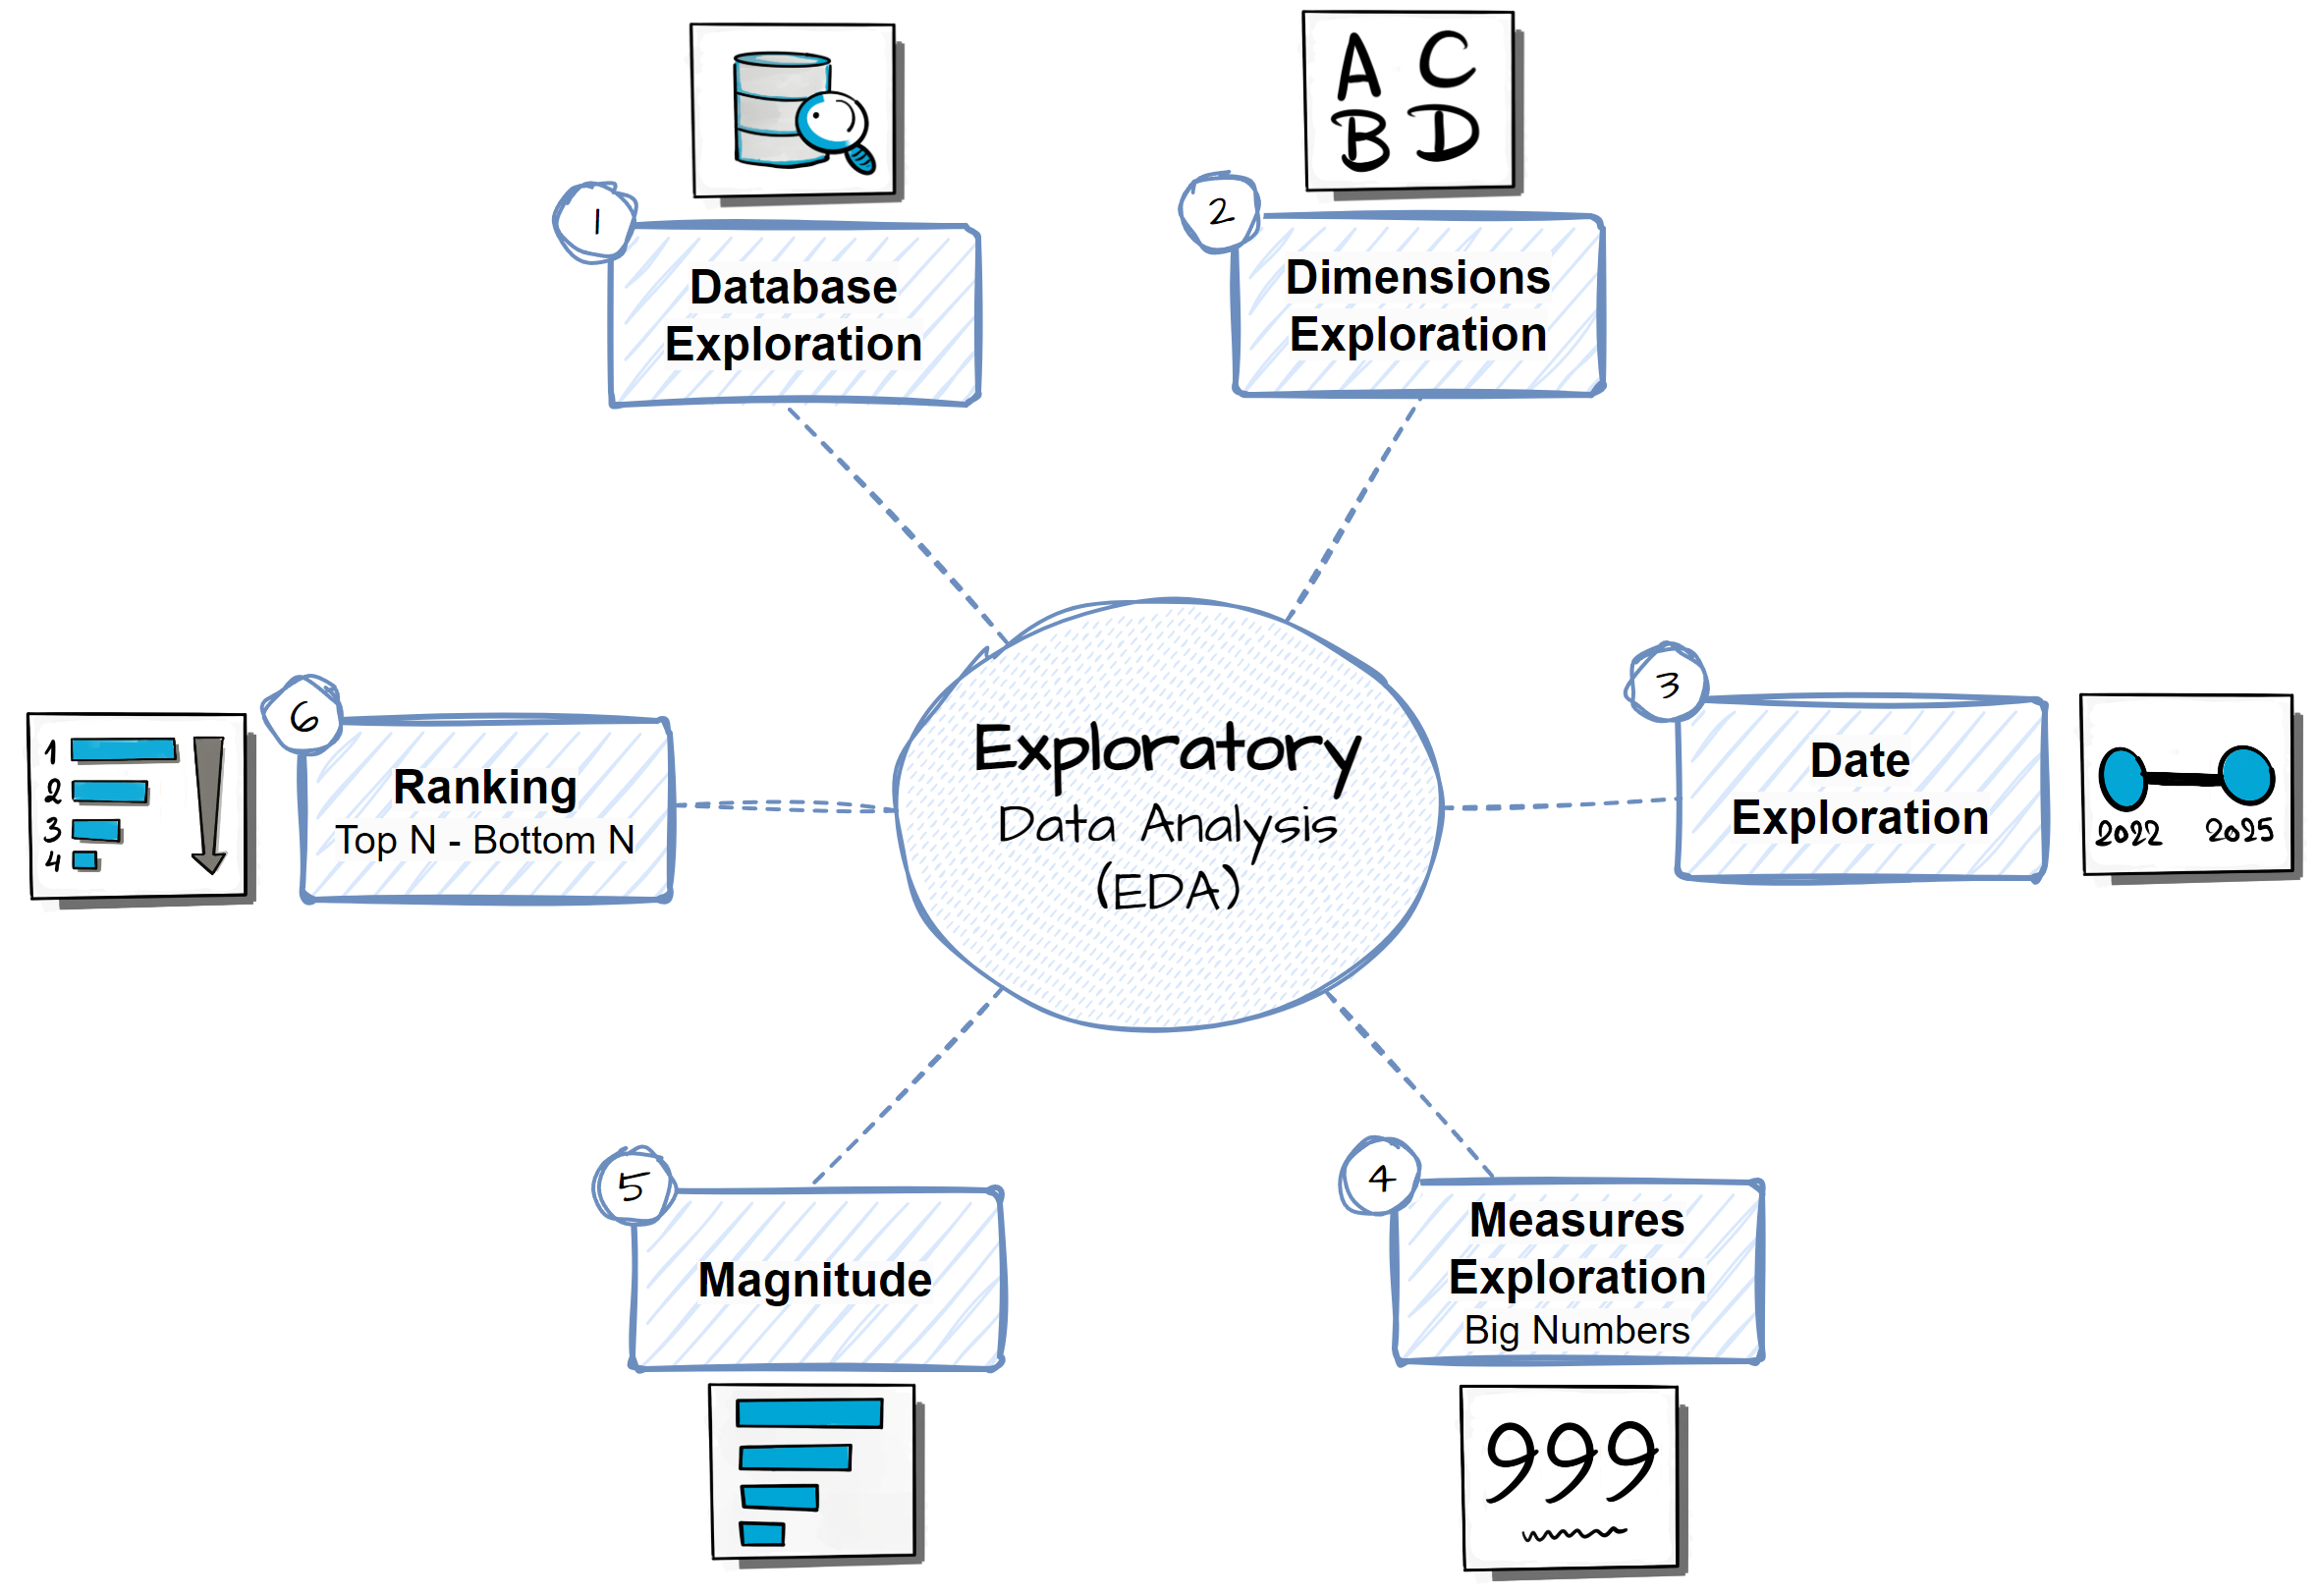 A C
B D
1
Database
Exploration
2
Dimensions
Exploration
3
Date
Exploration
2022 2025
Exploratory
Data Analysis
(EDA)
6
Ranking
Top N - Bottom N
1
2
3
4
5
Magnitude
4
Measures
Exploration
Big Numbers
999